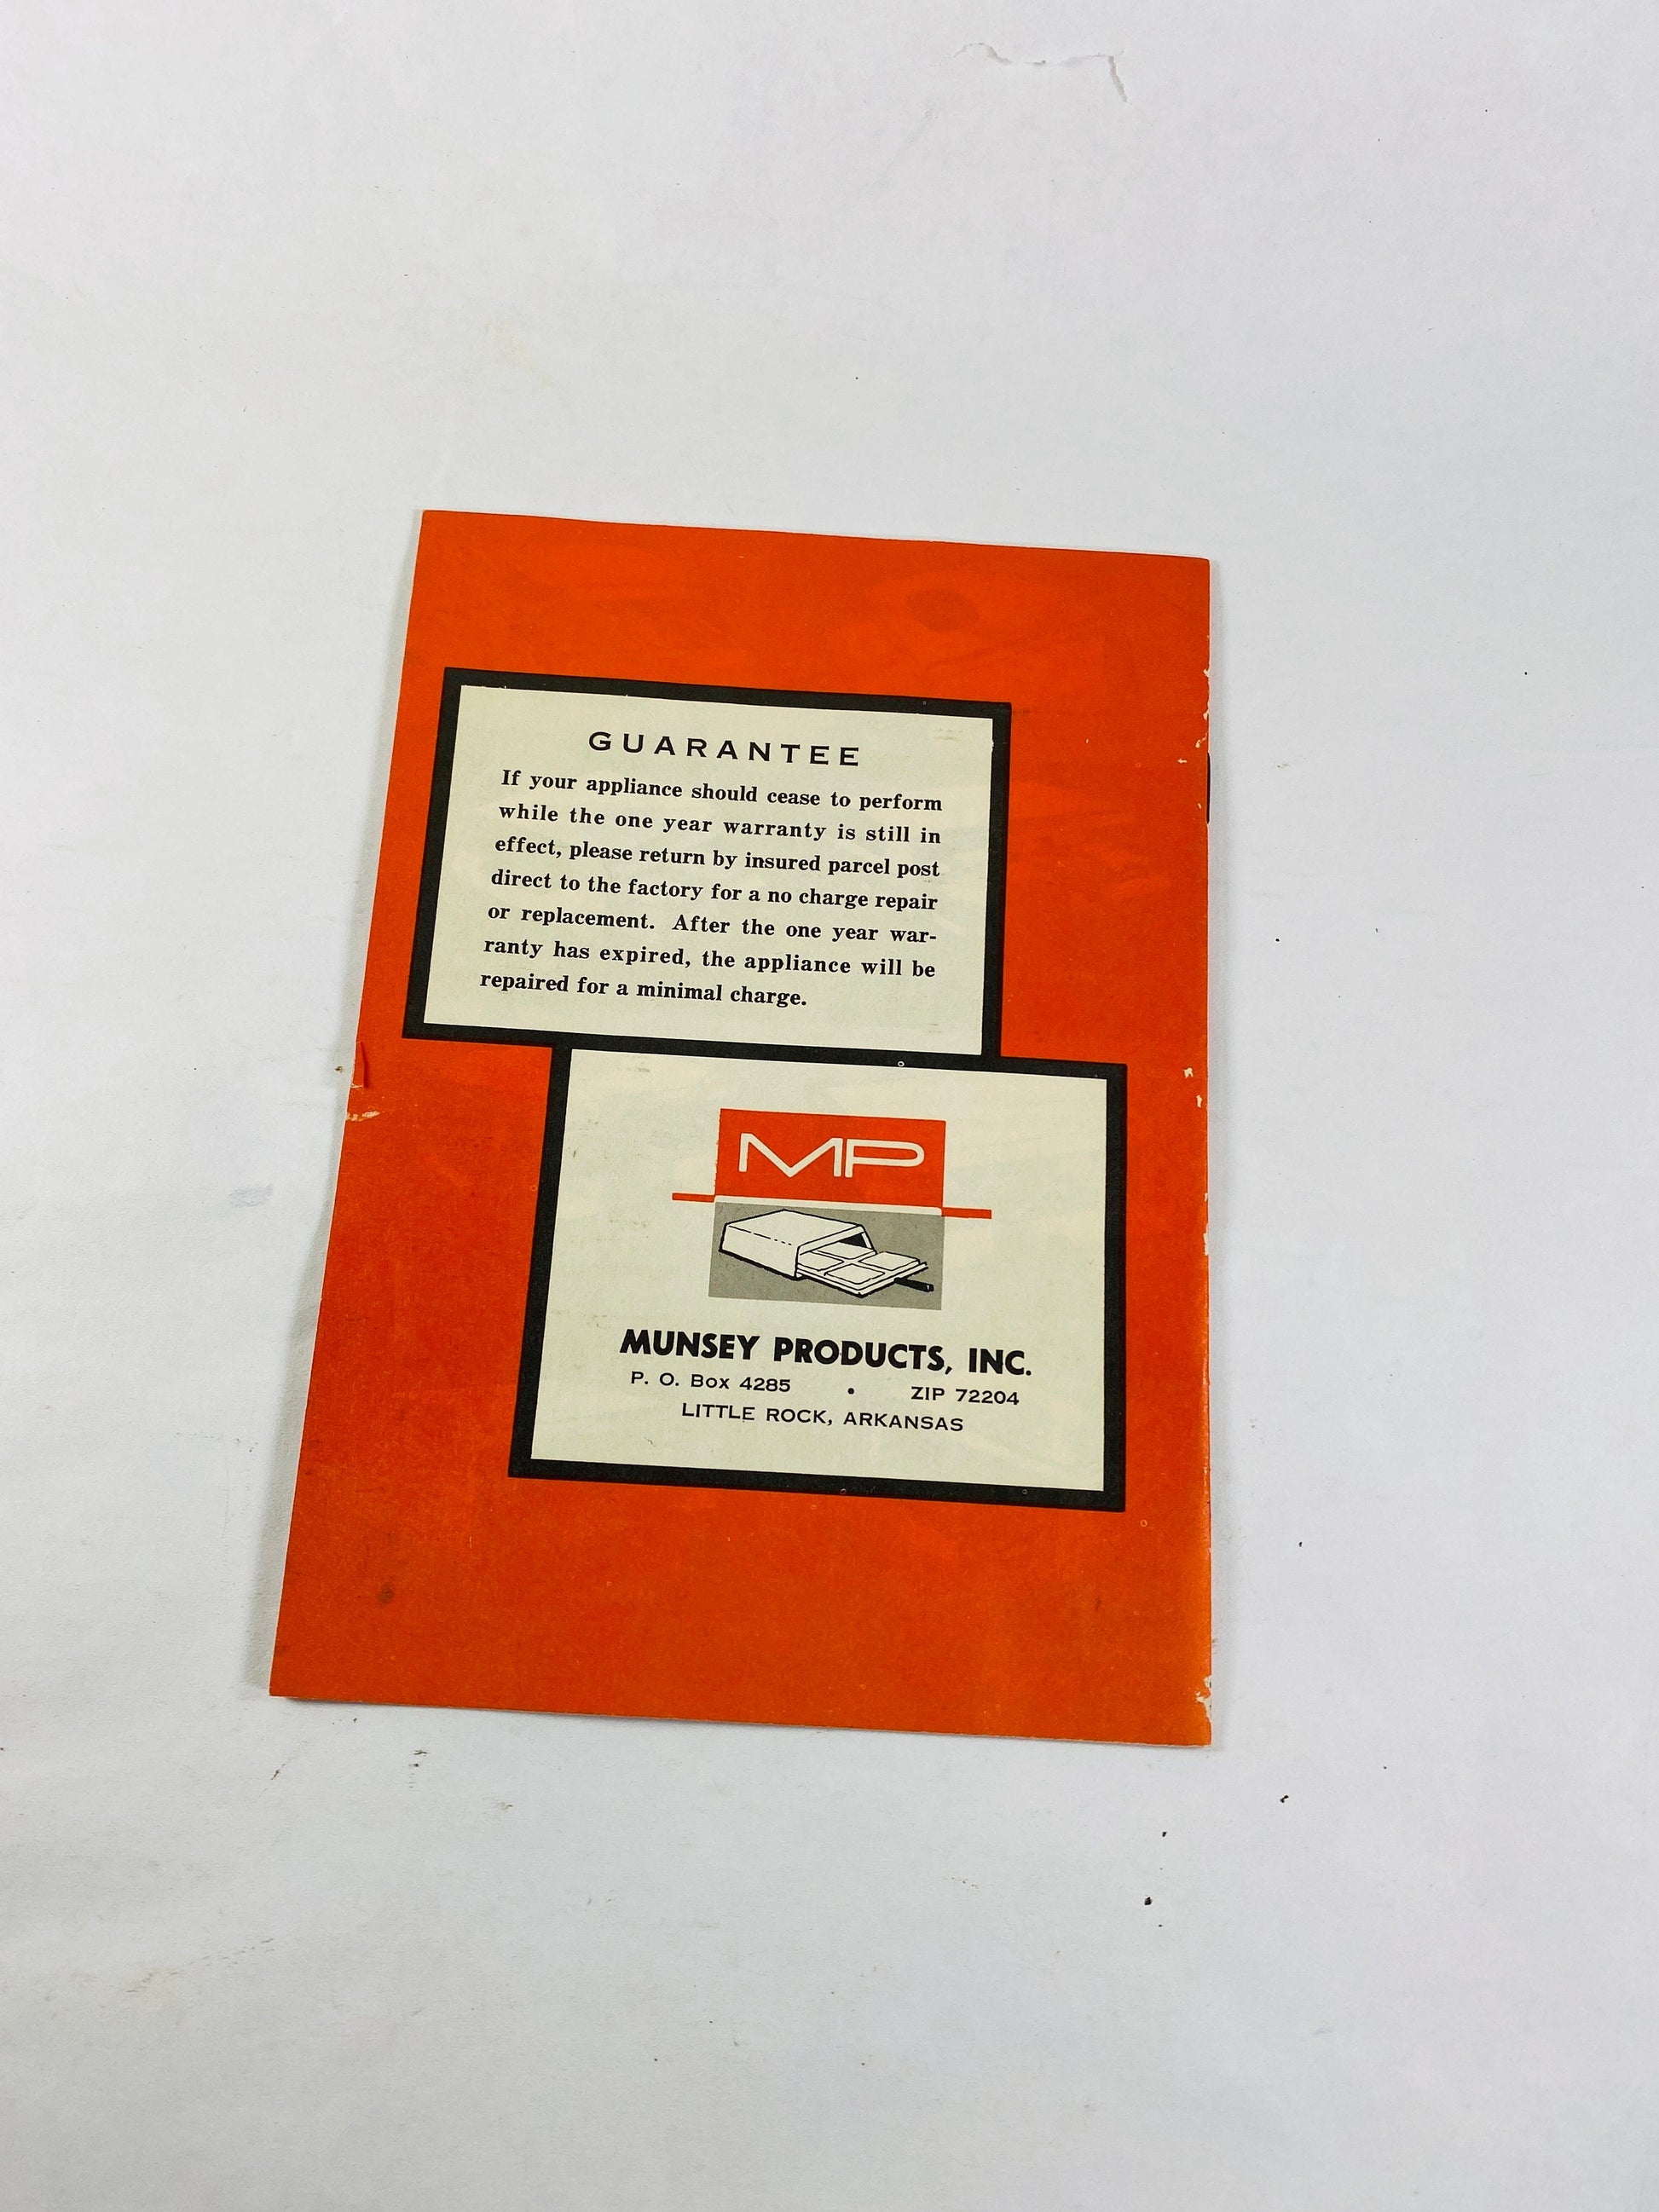 GUARANTEE
If your appliance should cease to perform
while the one year warranty is still in
effect, please return by insured parcel post
direct to the factory for a no charge repair
or replacement. After the one year war-
ranty has expired, the appliance will be
repaired for a minimal charge.
MP
MUNSEY PRODUCTS, INC.
P. O. Box 4285 • ZIP 72204
LITTLE ROCK, ARKANSAS